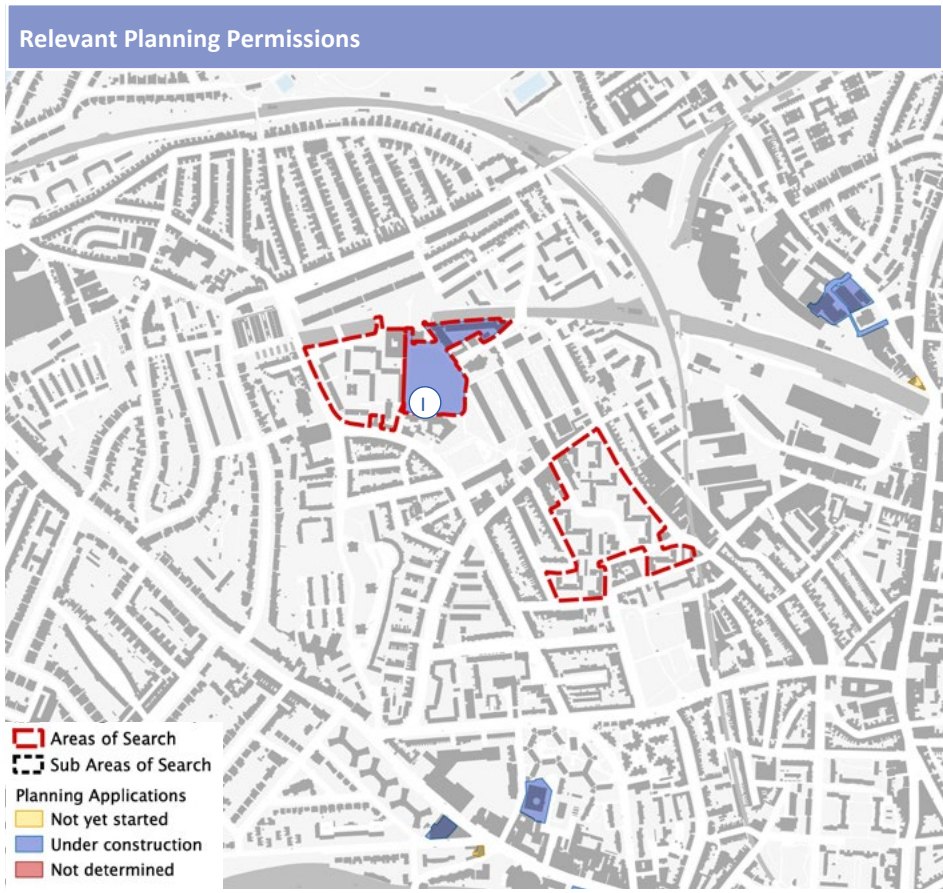 Relevant Planning Permissions
I
Areas of Search
Sub Areas of Search
Planning Applications
Not yet started
Under construction
Not determined